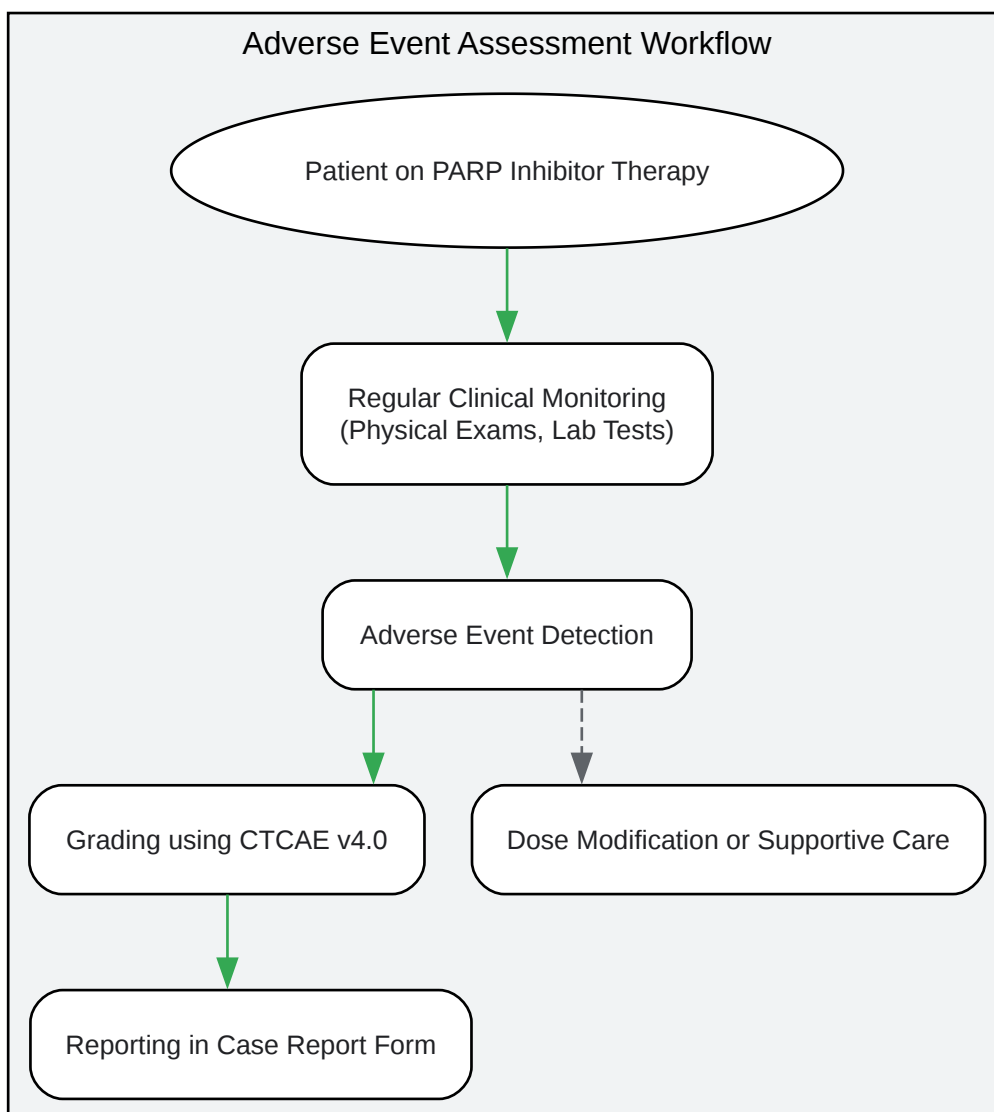 Adverse Event Assessment Workflow
Patient on PARP Inhibitor Therapy
Regular Clinical Monitoring
(Physical Exams, Lab Tests)
Adverse Event Detection
Grading using CTCAE v4.0
Dose Modification or Supportive Care
Reporting in Case Report Form